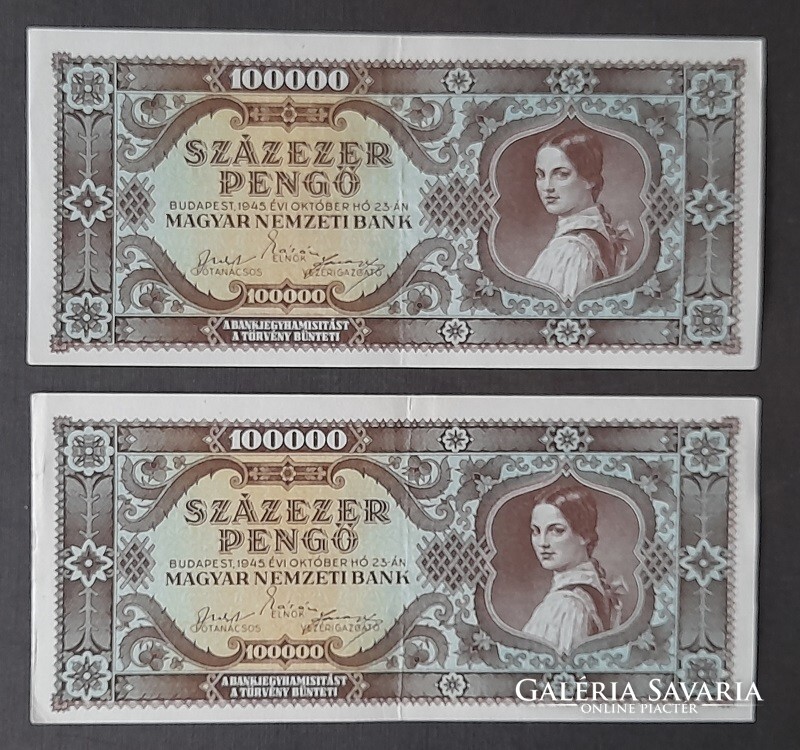 100000
SZÁZEZER
PENGŐ
BUDAPEST, 1945. ÉVI OKTÓBER HÓ 23-ÁN
MAGYAR NEMZETI BANK
ELNÖK
FŐTANÁCSOS VEZÉRIGAZGATÓ
100000
A BANKJEGYHAMISITÁST
A TÖRVÉNY BÜNTETI
100000
SZÁZEZER
PENGŐ
BUDAPEST, 1945. ÉVI OKTÓBER HÓ 23-ÁN
MAGYAR NEMZETI BANK
ELNÖK
FŐTANÁCSOS VEZÉRIGAZGATÓ
100000
A BANKJEGYHAMISITÁST
A TÖRVÉNY BÜNTETI
GALÉRIA SAVARIA
ONLINE PIACTÉR